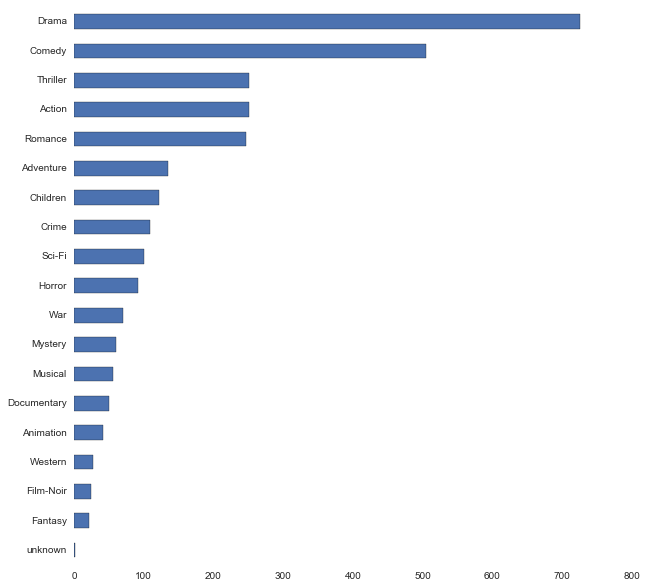 Drama
Comedy
Thriller
Action
Romance
Adventure
Children
Crime
Sci-Fi
Horror
War
Mystery
Musical
Documentary
Animation
Western
Film-Noir
Fantasy
unknown
0 100 200 300 400 500 600 700 800